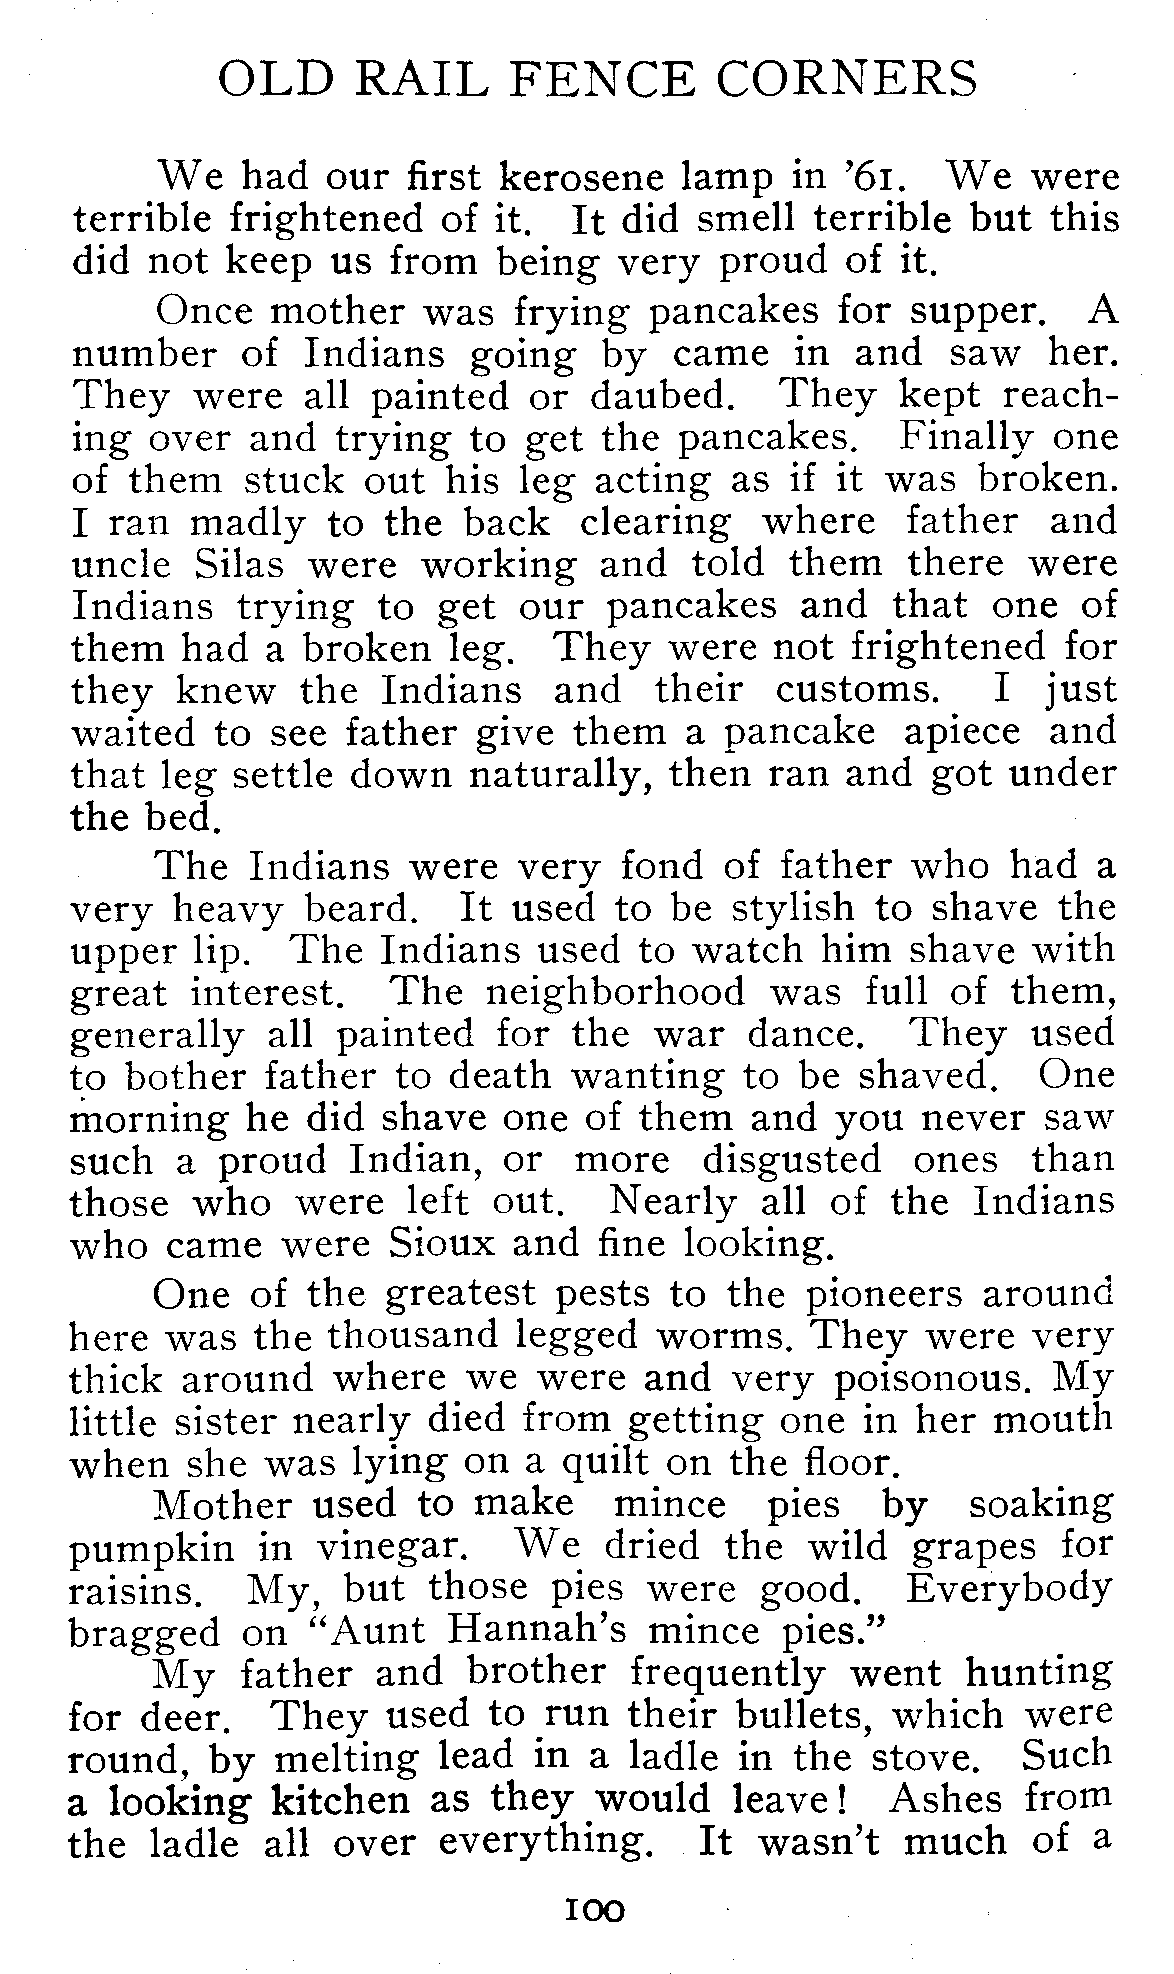 OLD RAIL FENCE CORNERS
We had our first kerosene lamp in ’61. We were
terrible frightened of it. It did smell terrible but this
did not keep us from being very proud of it.
Once mother was frying pancakes for supper. A
number of Indians going by came in and saw her.
They were all painted or daubed. They kept reach-
ing over and trying to get the pancakes. Finally one
of them stuck out his leg acting as if it was broken.
I ran madly to the back clearing where father and
uncle Silas were working and told them there were
Indians trying to get our pancakes and that one of
them had a broken leg. They were not frightened for
they knew the Indians and their customs. I just
waited to see father give them a pancake apiece and
that leg settle down naturally, then ran and got under
the bed.
The Indians were very fond of father who had a
very heavy beard. It used to be stylish to shave the
upper lip. The Indians used to watch him shave with
great interest. The neighborhood was full of them,
generally all painted for the war dance. They used
to bother father to death wanting to be shaved. One
morning he did shave one of them and you never saw
such a proud Indian, or more disgusted ones than
those who were left out. Nearly all of the Indians
who came were Sioux and fine looking.
One of the greatest pests to the pioneers around
here was the thousand legged worms. They were very
thick around where we were and very poisonous. My
little sister nearly died from getting one in her mouth
when she was lying on a quilt on the floor.
Mother used to make mince pies by soaking
pumpkin in vinegar. We dried the wild grapes for
raisins. My, but those pies were good. Everybody
bragged on “Aunt Hannah’s mince pies.”
My father and brother frequently went hunting
for deer. They used to run their bullets, which were
round, by melting lead in a ladle in the stove. Such
a looking kitchen as they would leave! Ashes from
the ladle all over everything. It wasn’t much of a
100